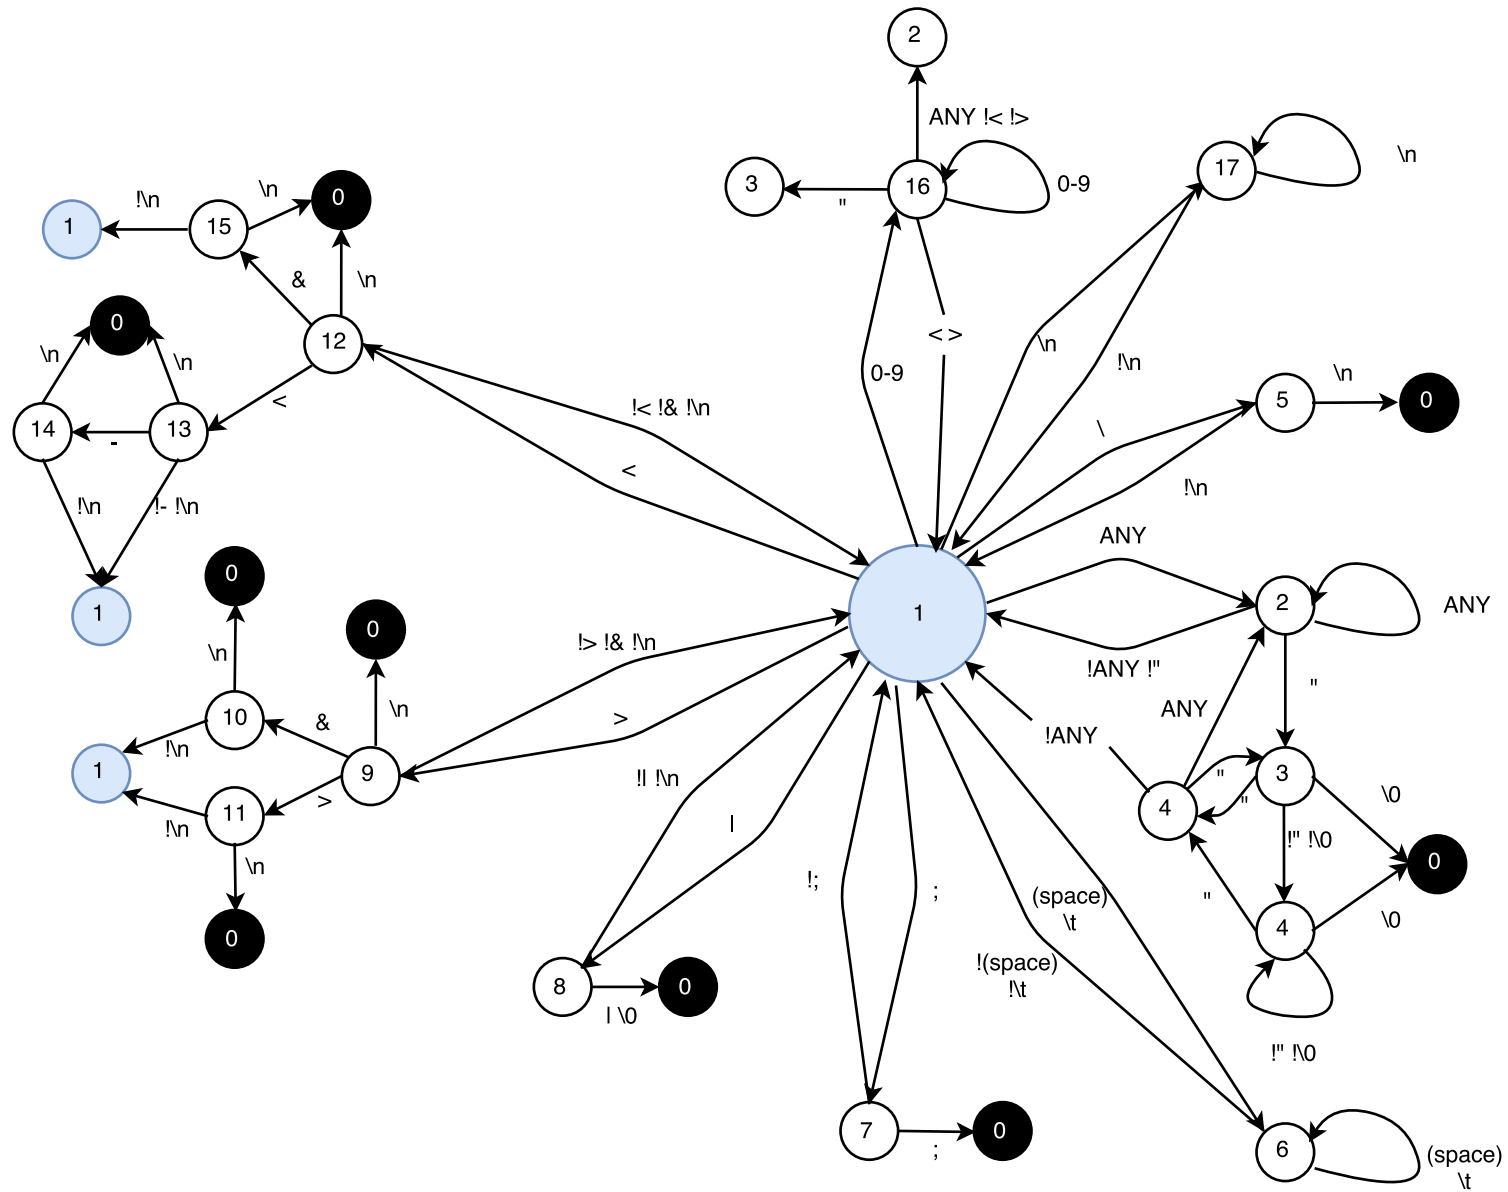 2
ANY !< !>
\n
17
3
16
0-9
"
!\n
\n
0
1
15
&
\n
0
12
\n
\n
14
13
-
<
!\n
!- !\n
1
!< !& !\n
<
0-9
< >
\n
!\n
\
5
\n
0
!\n
ANY
1
2
ANY
!ANY !"
"
ANY
!ANY
4
"
"
3
\0
!" !\0
0
"
4
\0
!" !\0
0
\n
0
!> !& !\n
>
10
&
\n
!\n
1
9
>
11
!\n
\n
0
!| !\n
|
8
0
| \0
!;
;
7
0
;
(space)
\t
!(space)
!\t
6
(space)
\t